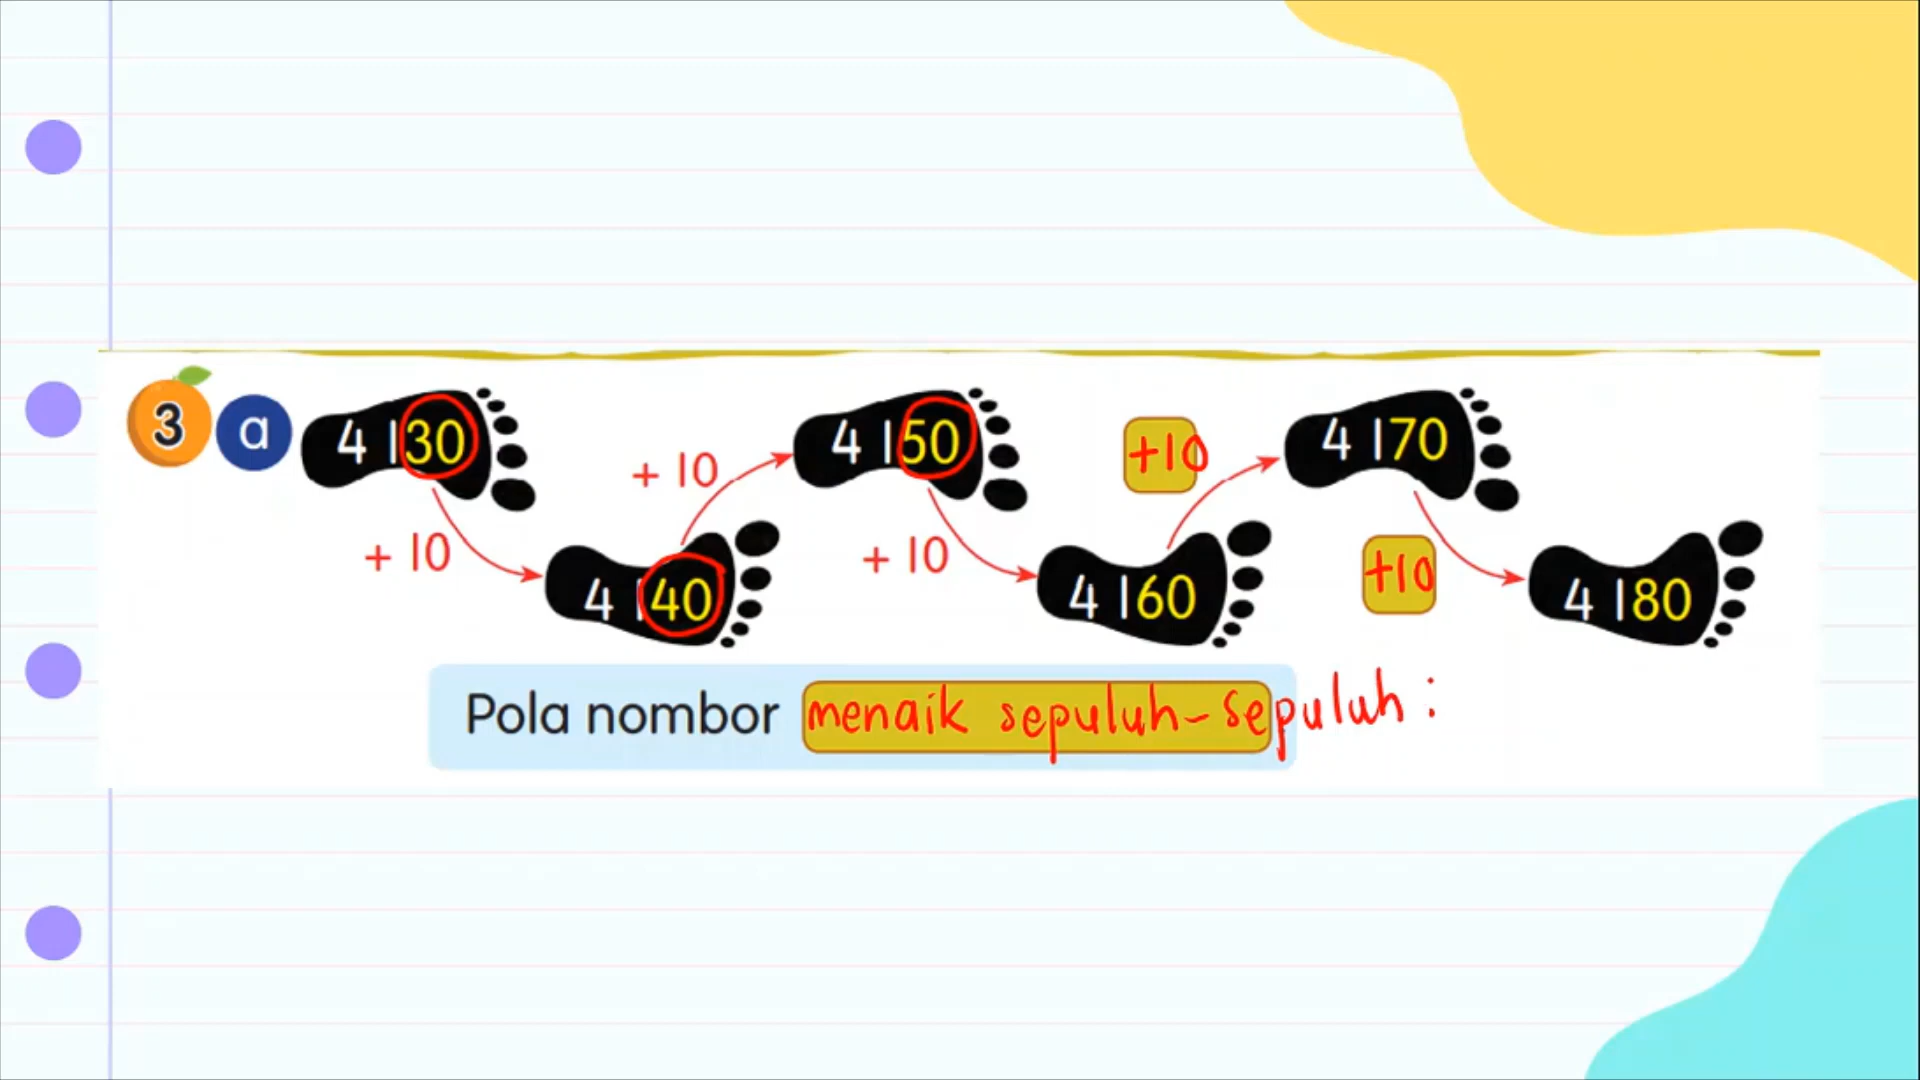 3 a 4 130 4 150 +10 4 170
+ 10
+ 10 + 10 +10
4 140 4 160 4 180
Pola nombor menaik sepuluh-sepuluh: